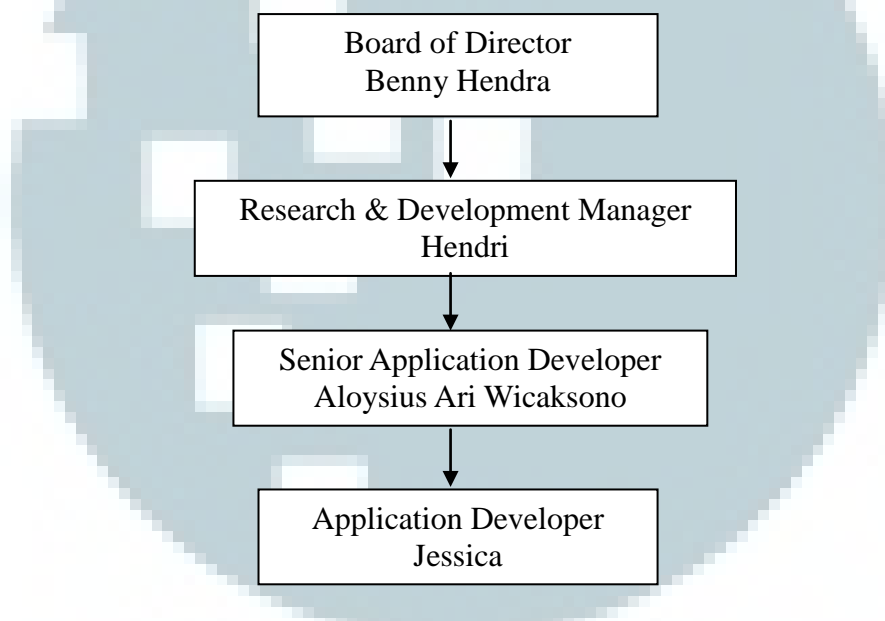 Board of Director
Benny Hendra
Research & Development Manager
Hendri
Senior Application Developer
Aloysius Ari Wicaksono
Application Developer
Jessica